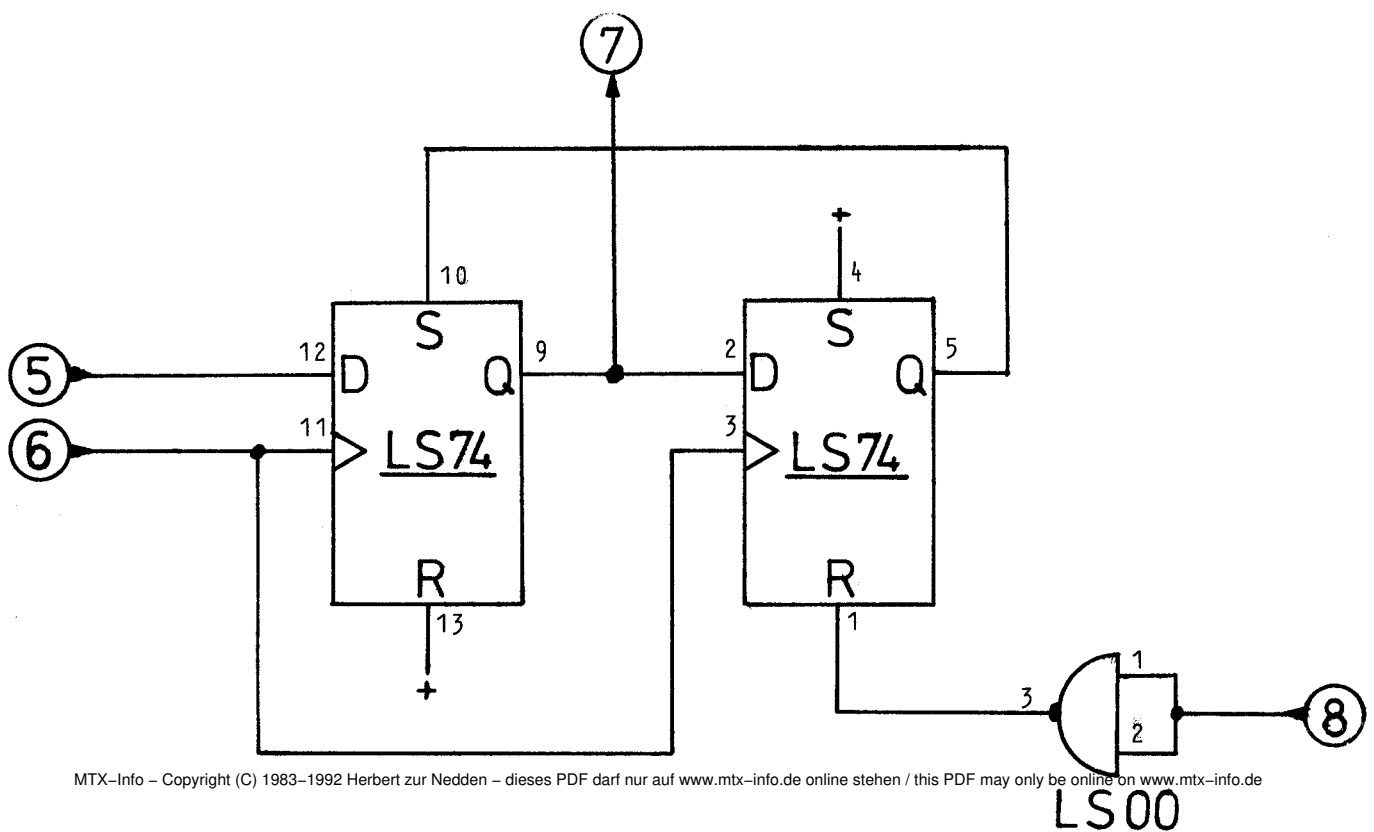 7
+
10
4
S
S
12
9
2
5
5
D
Q
D
Q
11
3
6
LS74
LS74
R
R
13
1
+
1
3
8
2
MTX–Info – Copyright (C) 1983–1992 Herbert zur Nedden – dieses PDF darf nur auf www.mtx–info.de online stehen / this PDF may only be online on www.mtx–info.de
LS00